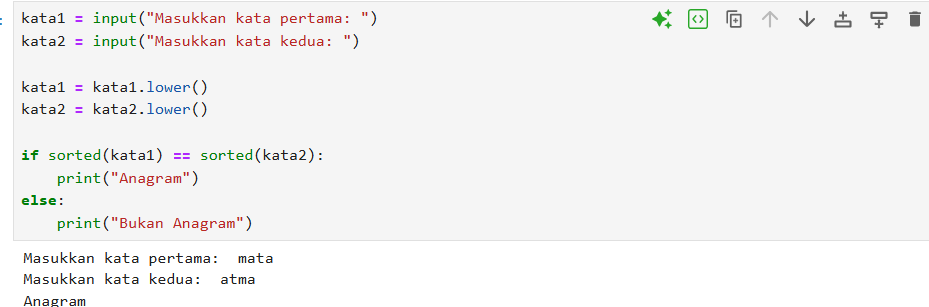 kata1 = input("Masukkan kata pertama: ")
kata2 = input("Masukkan kata kedua: ")
kata1 = kata1.lower()
kata2 = kata2.lower()
if sorted(kata1) == sorted(kata2):
    print("Anagram")
else:
    print("Bukan Anagram")
Masukkan kata pertama:  mata
Masukkan kata kedua:  atma
Anagram